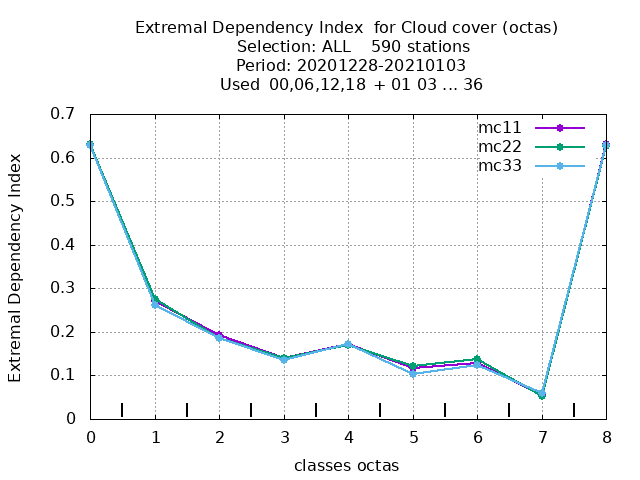 Extremal Dependency Index  for Cloud cover (octas)
Selection: ALL    590 stations
Period: 20201228-20210103
Used  00,06,12,18  + 01 03 ... 36
0.7
mc11
mc22
mc33
0.6
0.5
0.4
0.3
0.2
0.1
0
Extremal Dependency Index
0 1 2 3 4 5 6 7 8
classes octas